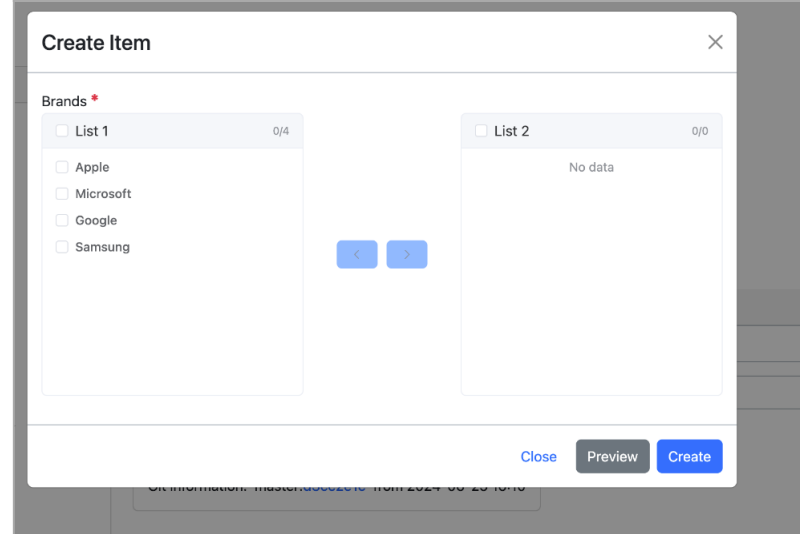 Create Item
Brands *
List 1 0/4
Apple
Microsoft
Google
Samsung
List 2 0/0
No data
Close
Preview
Create